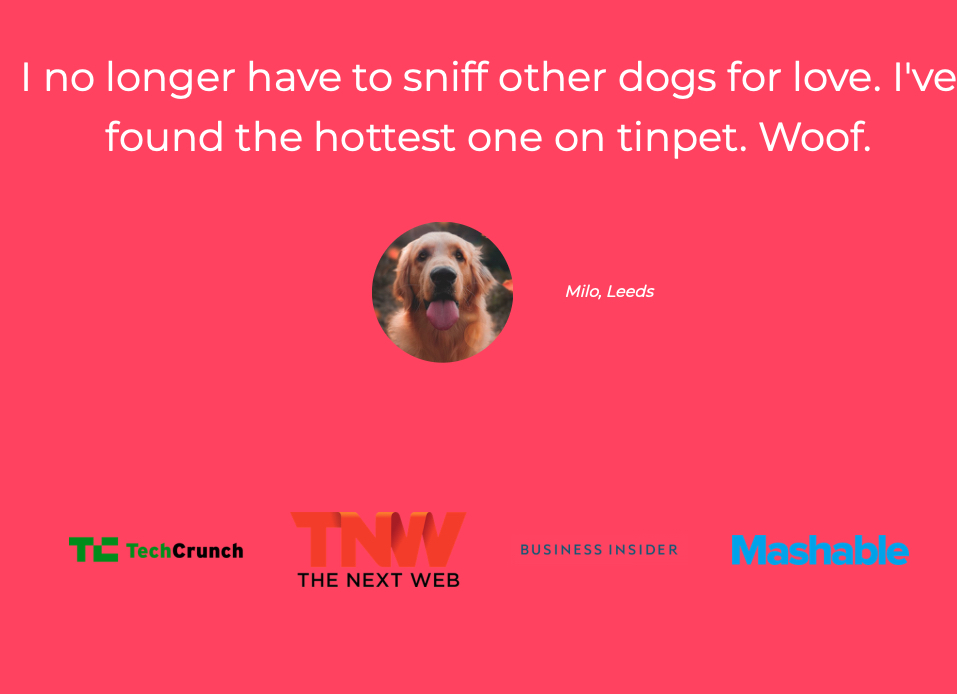 I no longer have to sniff other dogs for love. I've
found the hottest one on tinpet. Woof.
Milo, Leeds
TC TechCrunch
TNW
THE NEXT WEB
BUSINESS INSIDER
Mashable